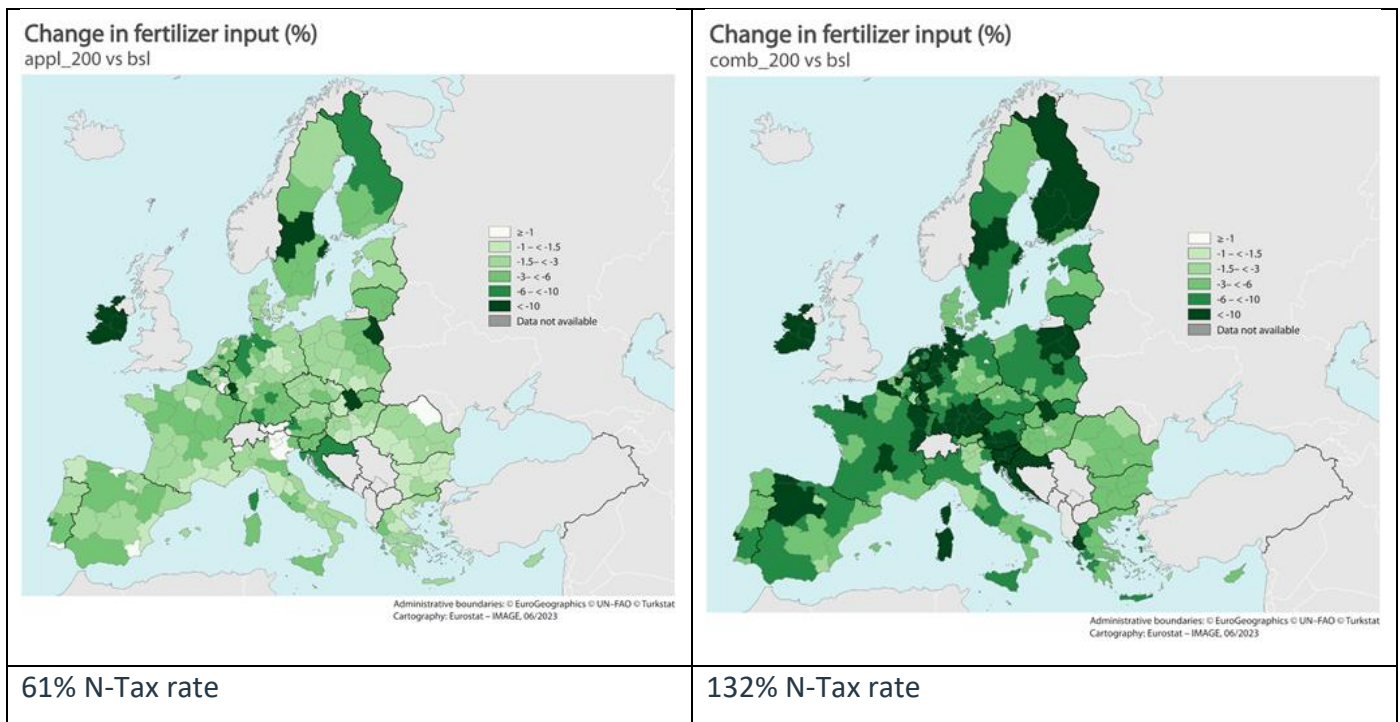 Change in fertilizer input (%)
appl_200 vs bsl
≥ -1
-1 – < -1.5
-1.5– < -3
-3– < -6
-6 – < -10
< -10
Data not available
Administrative boundaries: © EuroGeographics © UN–FAO © Turkstat
Cartography: Eurostat – IMAGE, 06/2023
61% N-Tax rate
Change in fertilizer input (%)
comb_200 vs bsl
≥ -1
-1 – < -1.5
-1.5– < -3
-3– < -6
-6 – < -10
< -10
Data not available
Administrative boundaries: © EuroGeographics © UN–FAO © Turkstat
Cartography: Eurostat – IMAGE, 06/2023
132% N-Tax rate